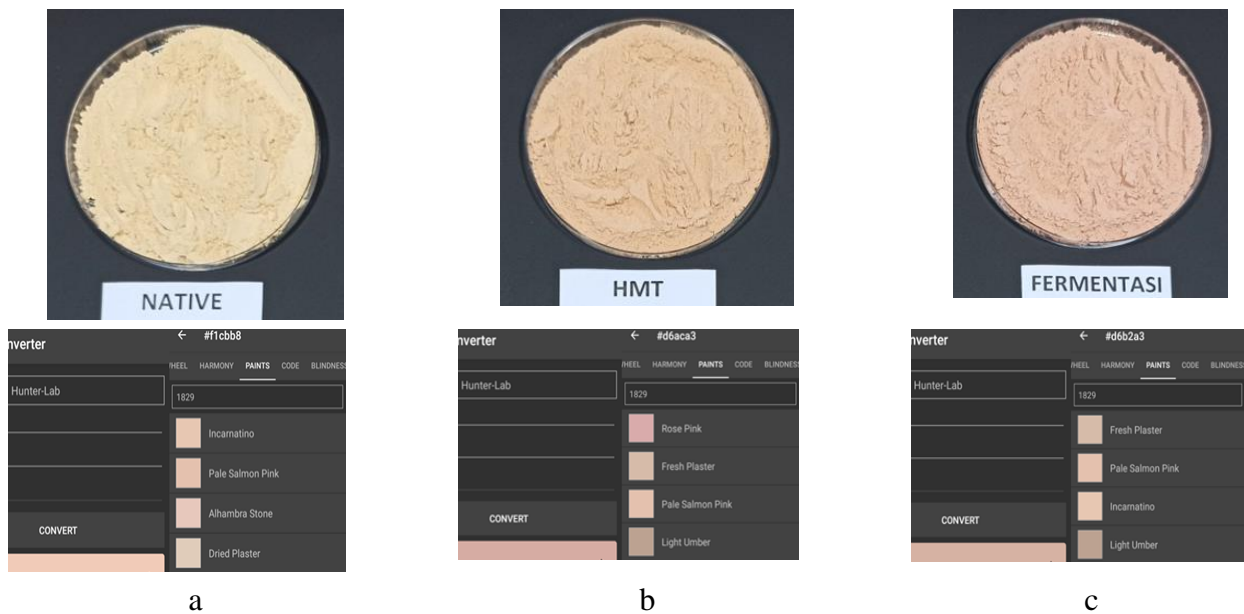 NATIVE
HMT
FERMENTASI
nverter
← #f1cbb8
HEEL HARMONY PAINTS CODE BLINDNES
Hunter-Lab
1829
Incarnatino
Pale Salmon Pink
Alhambra Stone
CONVERT
Dried Plaster
nverter
← #d6aca3
HEEL HARMONY PAINTS CODE BLINDNESS
Hunter-Lab
1829
Rose Pink
Fresh Plaster
Pale Salmon Pink
CONVERT
Light Umber
nverter
← #d6b2a3
HEEL HARMONY PAINTS CODE BLINDNESS
Hunter-Lab
1829
Fresh Plaster
Pale Salmon Pink
Incarnatino
CONVERT
Light Umber
a
b
c